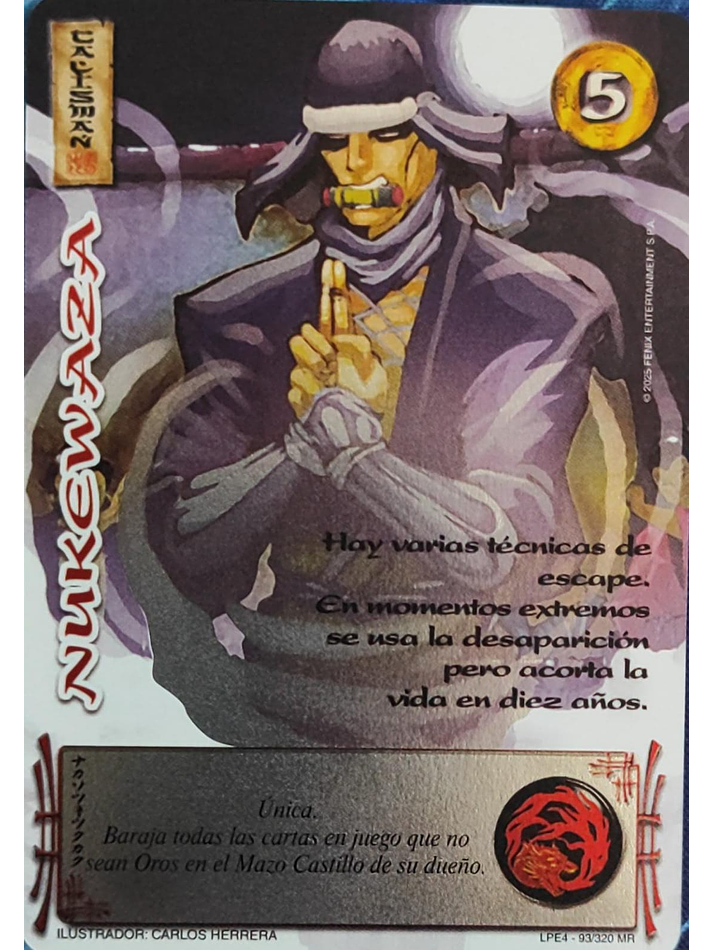 TALISMAN
5
NUKEWAZA
© 2025 FENIX ENTERTAINMENT S.P.A.
Hay varias técnicas de
escape.
En momentos extremos
se usa la desaparición
pero acorta la
vida en diez años.
Única.
Baraja todas las cartas en juego que no
sean Oros en el Mazo Castillo de su dueño.
ILUSTRADOR: CARLOS HERRERA
LPE4 - 93/320 MR